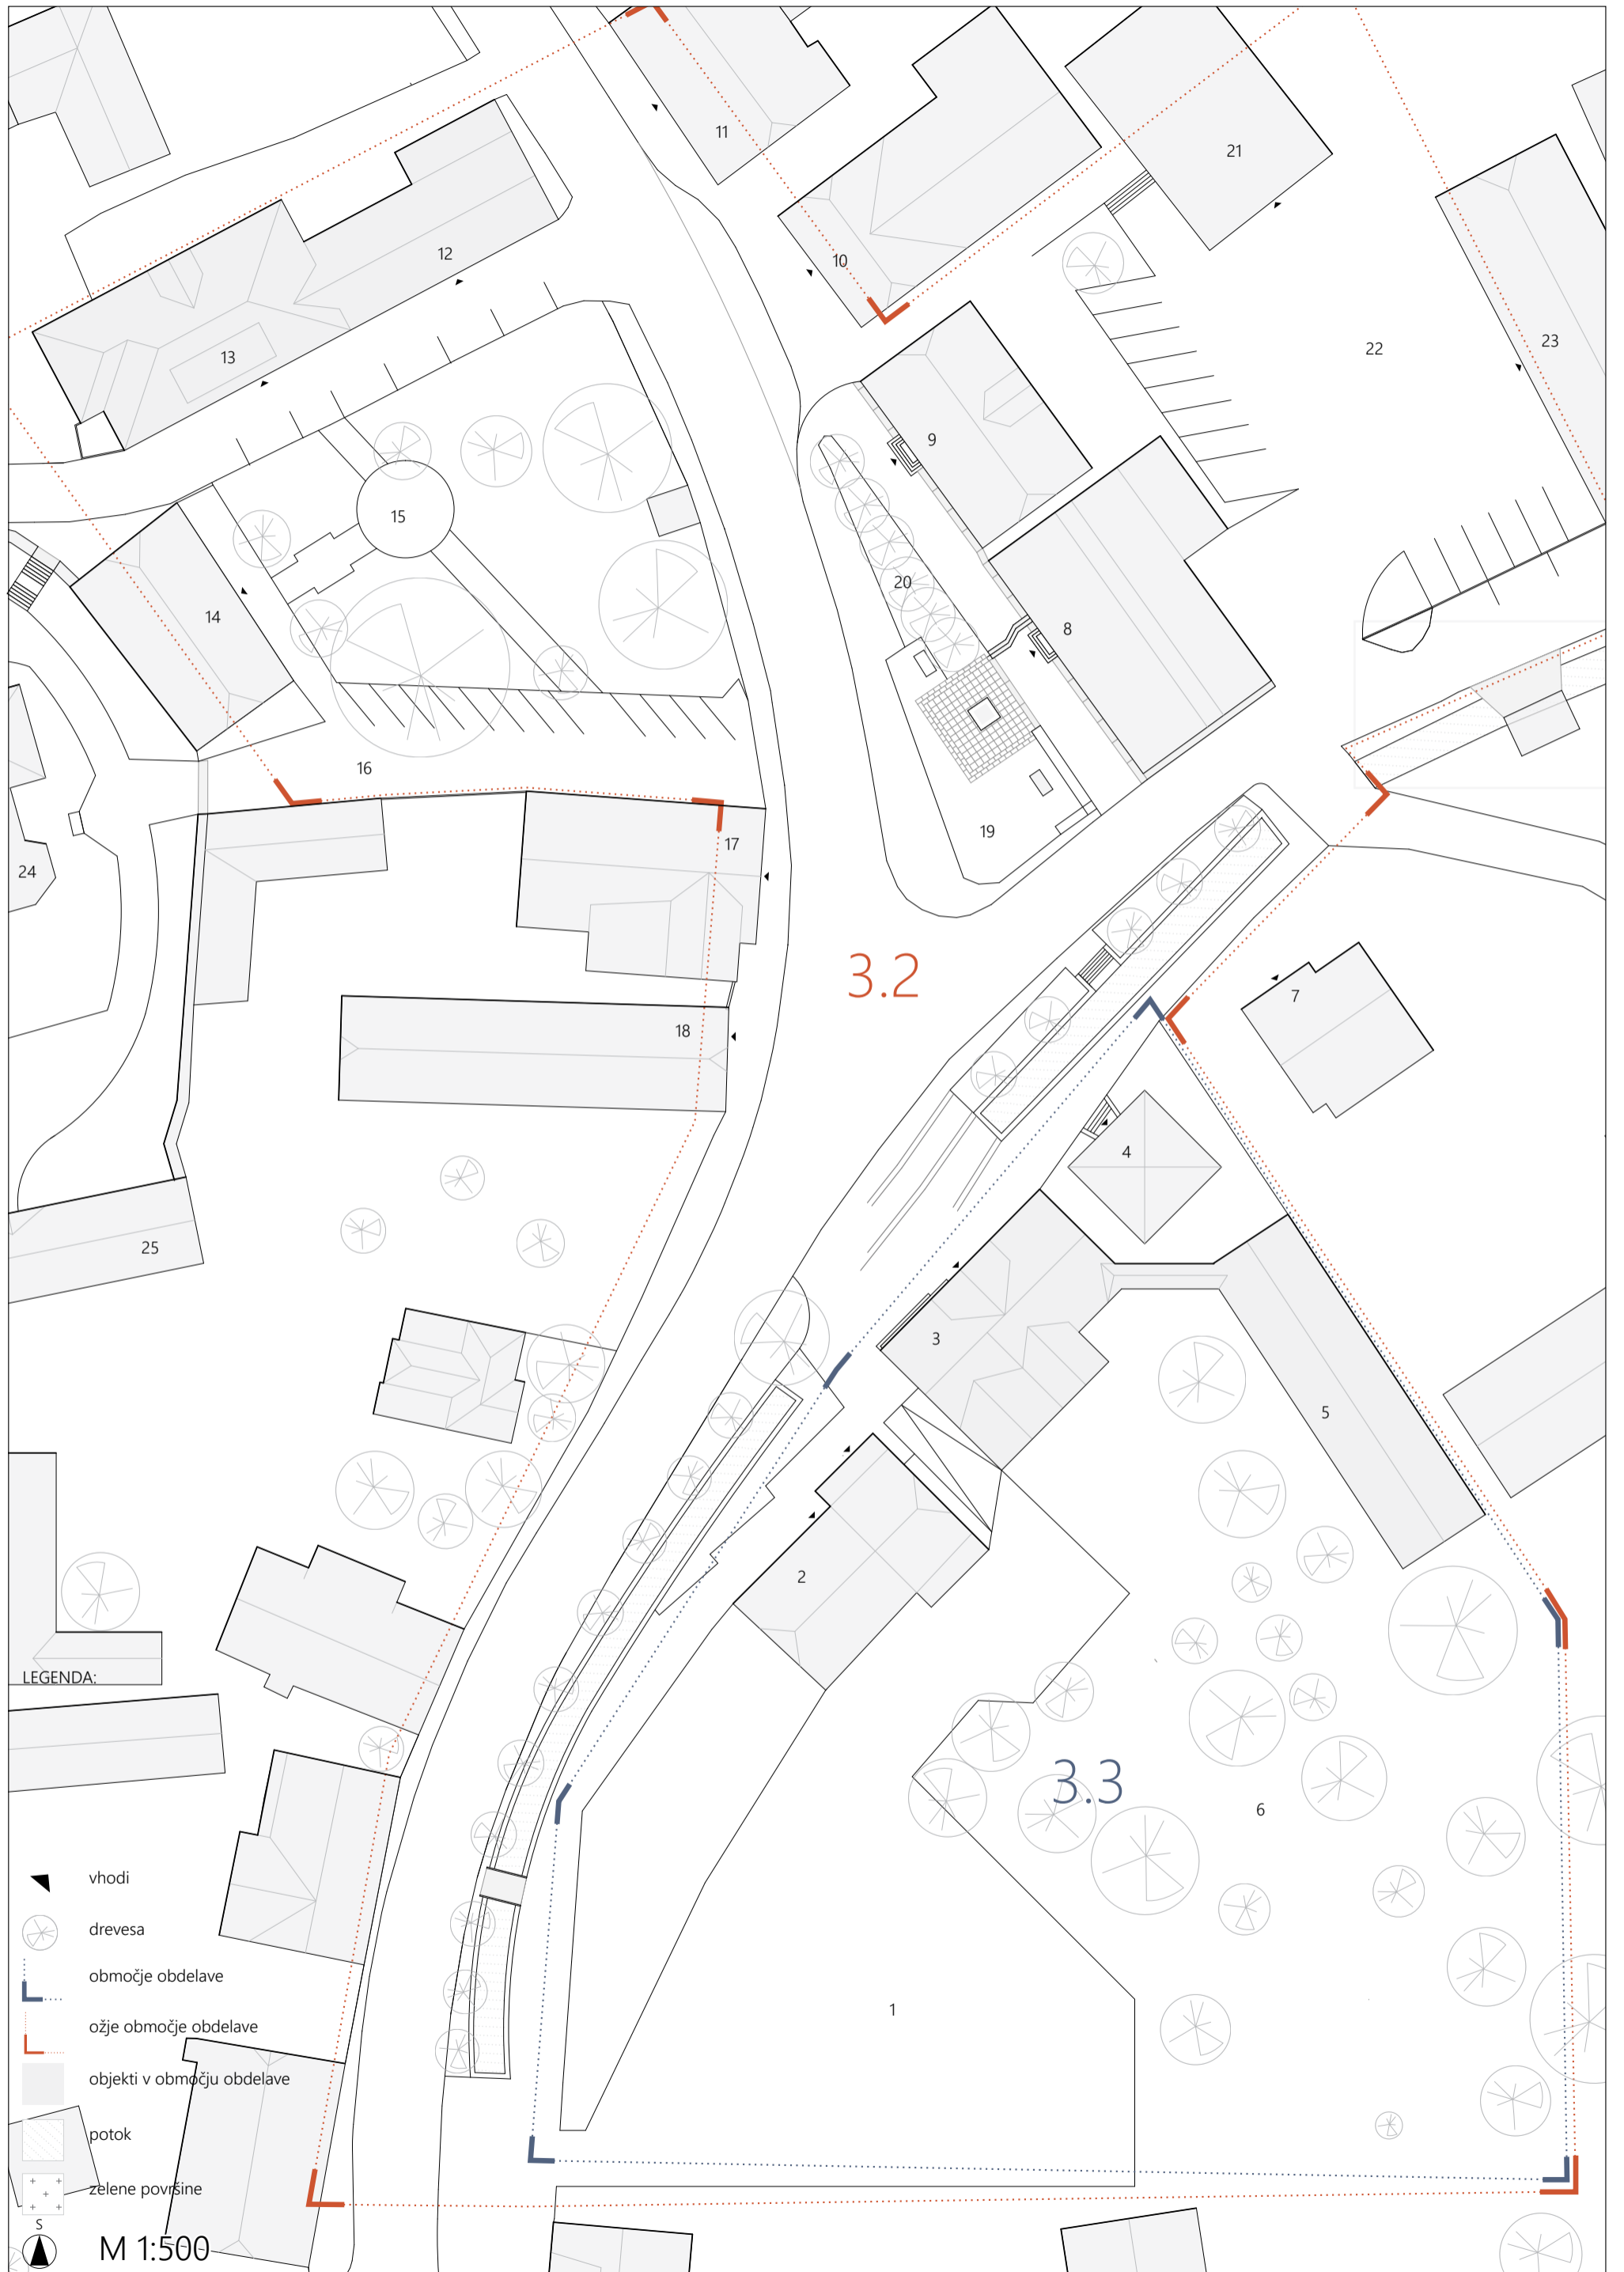 11
21
10
12
23
22
13
9
15
20
14
8
16
19
17
24
3.2
7
18
4
25
3
5
2
LEGENDA:
3.3
6
vhodi
drevesa
območje obdelave
1
ožje območje obdelave
objekti v območju obdelave
potok
zelene površine
S
M 1:500